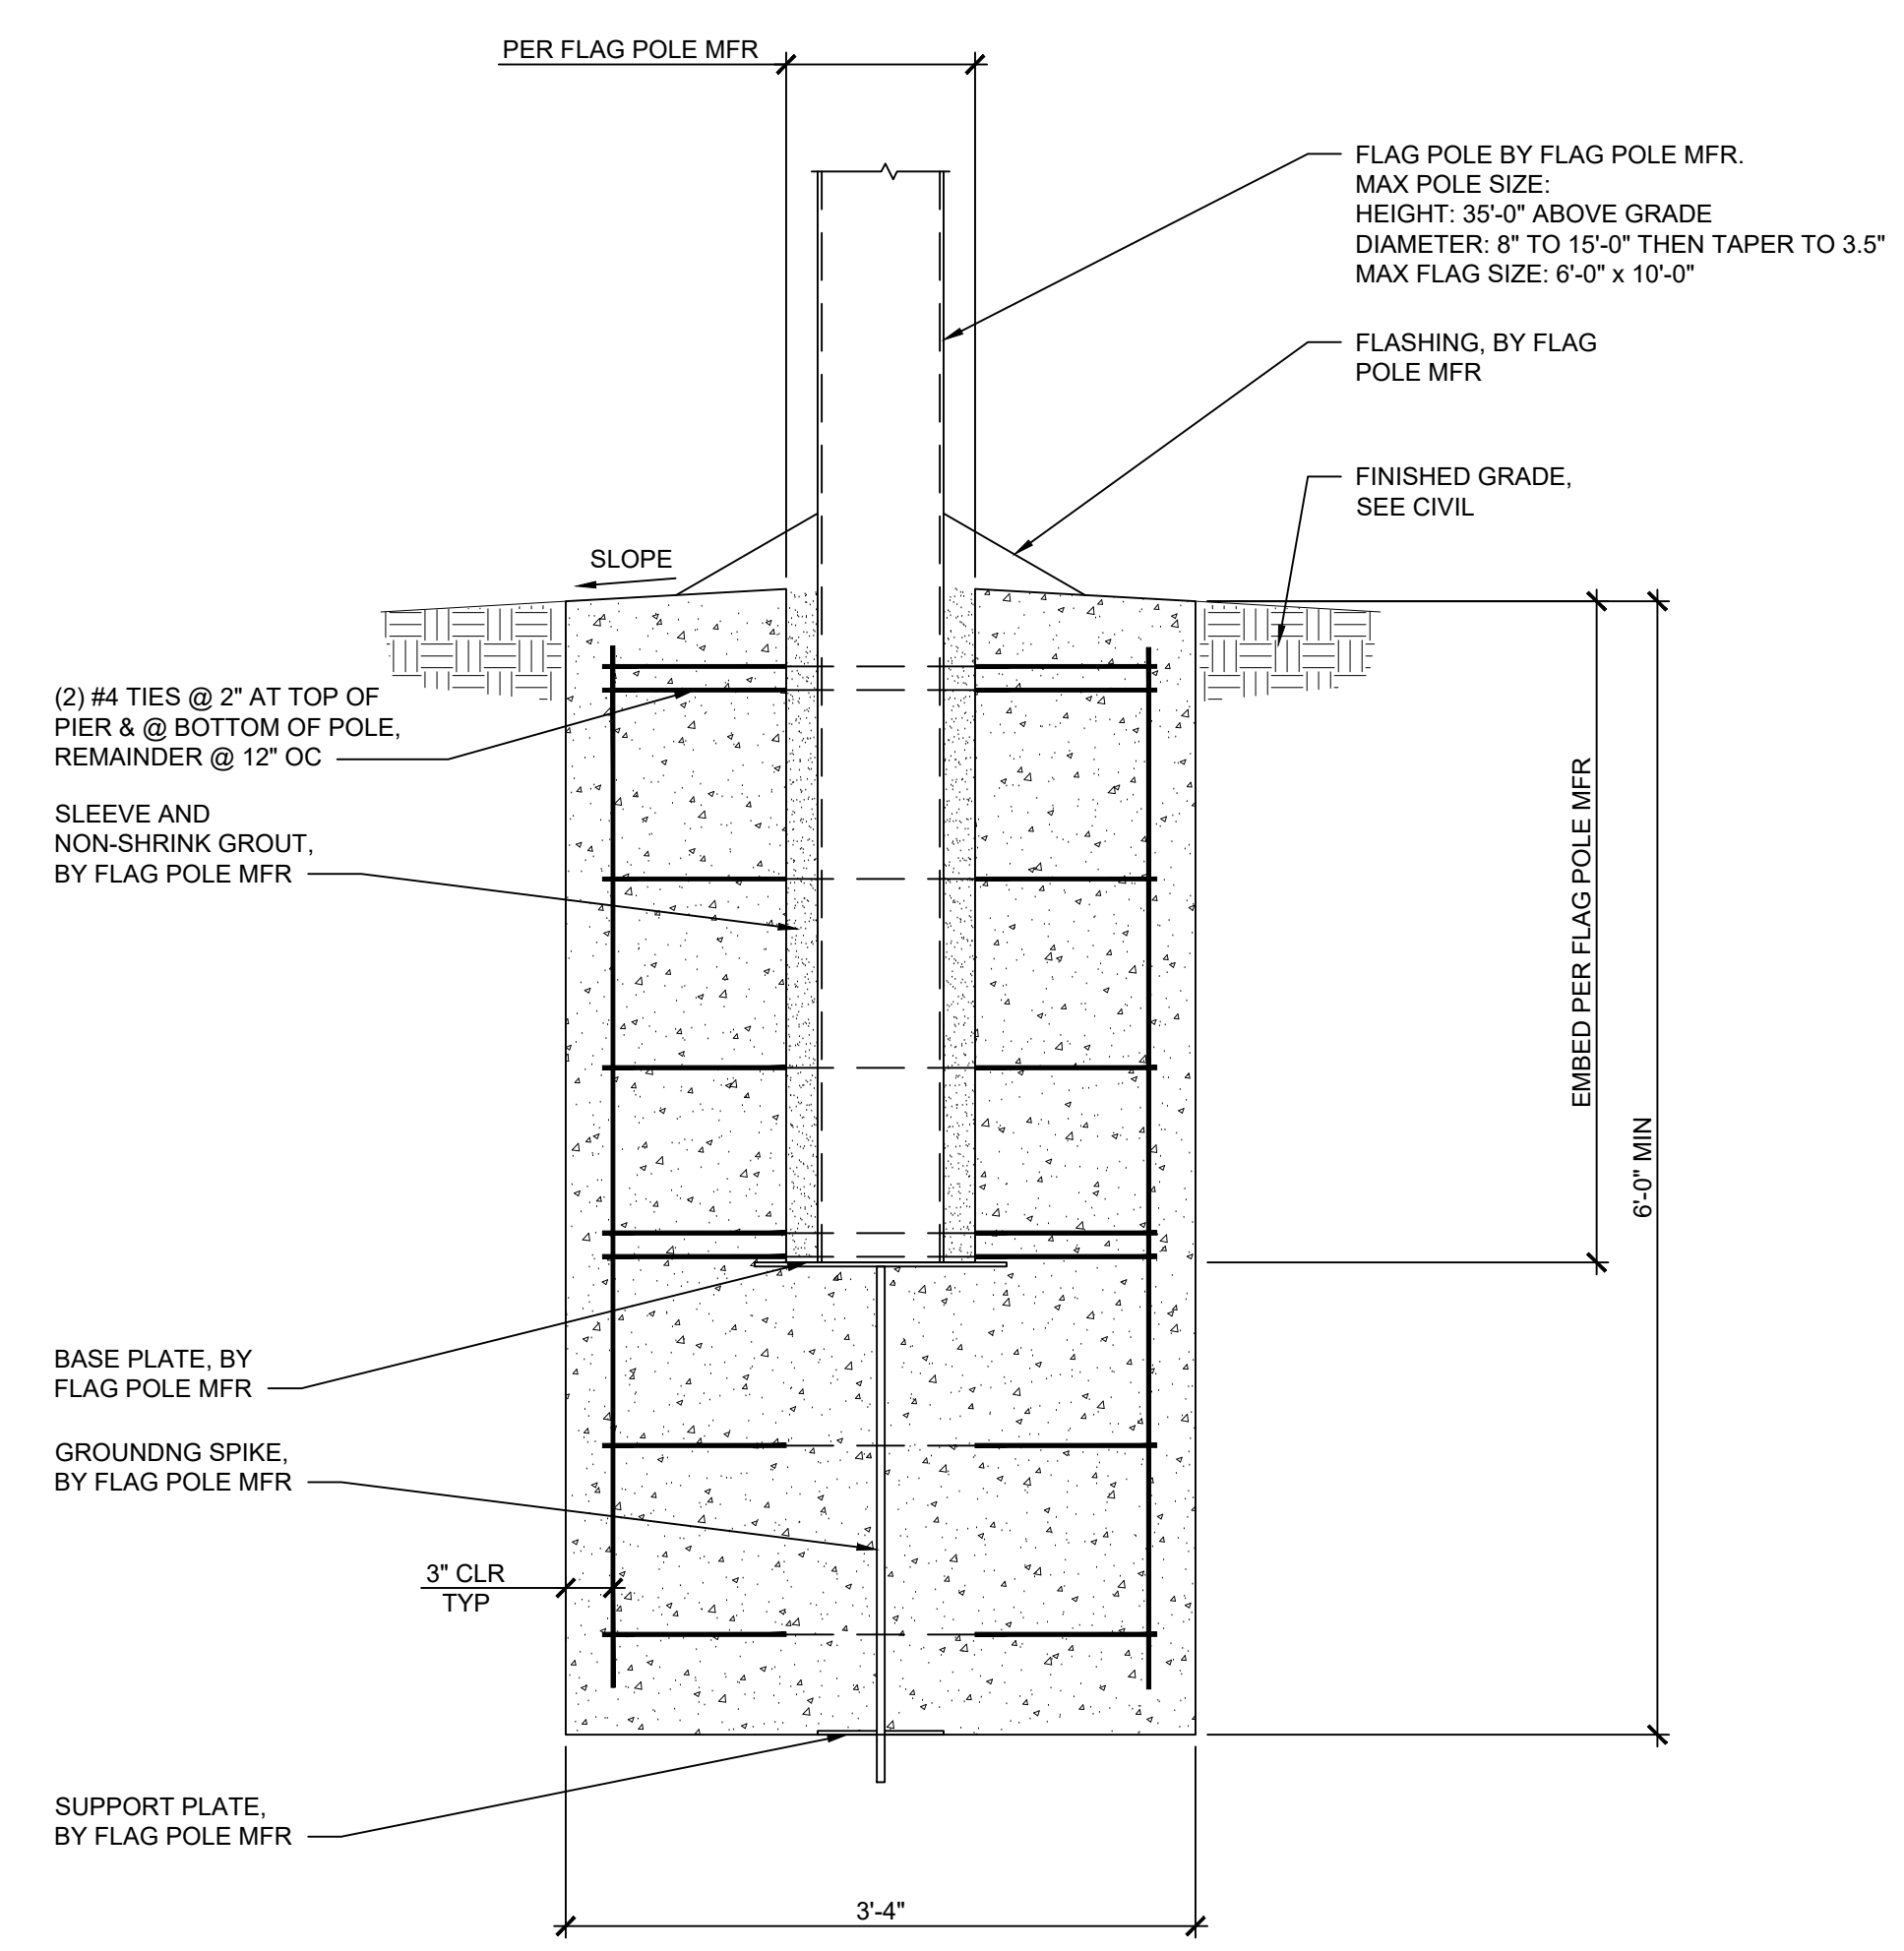 PER FLAG POLE MFR
FLAG POLE BY FLAG POLE MFR.
MAX POLE SIZE:
HEIGHT: 35'-0" ABOVE GRADE
DIAMETER: 8" TO 15'-0" THEN TAPER TO 3.5"
MAX FLAG SIZE: 6'-0" x 10'-0"
FLASHING, BY FLAG
POLE MFR
FINISHED GRADE,
SEE CIVIL
SLOPE
(2) #4 TIES @ 2" AT TOP OF
PIER & @ BOTTOM OF POLE,
REMAINDER @ 12" OC
SLEEVE AND
NON-SHRINK GROUT,
BY FLAG POLE MFR
EMBED PER FLAG POLE MFR
6'-0" MIN
BASE PLATE, BY
FLAG POLE MFR
GROUNDNG SPIKE,
BY FLAG POLE MFR
3" CLR
TYP
SUPPORT PLATE,
BY FLAG POLE MFR
3'-4"